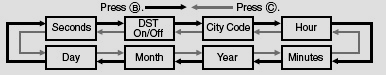 Press Ⓑ. Press Ⓒ.
Seconds DST On/Off City Code Hour
Day Month Year Minutes